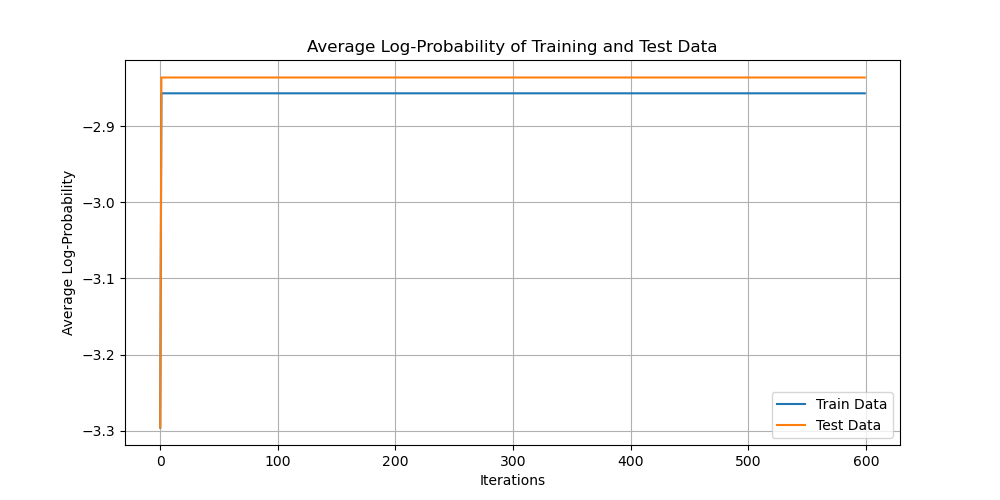 Average Log-Probability of Training and Test Data
Average Log-Probability
−2.9
−3.0
−3.1
−3.2
−3.3
0 100 200 300 400 500 600
Iterations
Train Data
Test Data